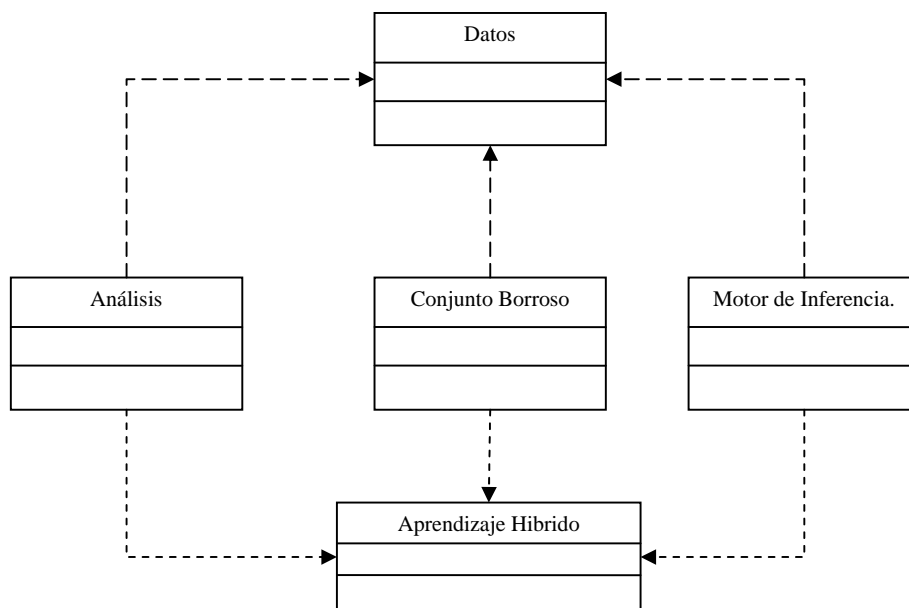 Datos
Análisis
Conjunto Borroso
Motor de Inferencia.
Aprendizaje Hibrido